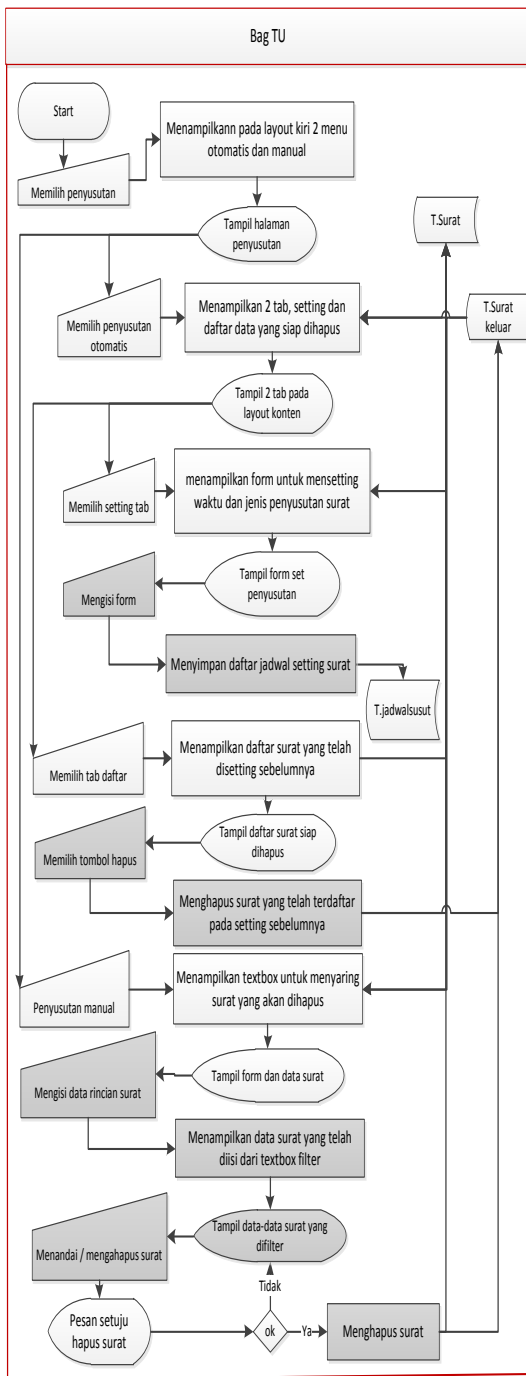 Bag TU
Start
Menampilkann pada layout kiri 2 menu
otomatis dan manual
Memilih penyusutan
Tampil halaman
penyusutan
T.Surat
Memilih penyusutan
otomatis
Menampilkan 2 tab, setting dan
daftar data yang siap dihapus
T.Surat
keluar
Tampil 2 tab pada
layout konten
Memilih setting tab
menampilkan form untuk mensetting
waktu dan jenis penyusutan surat
Tampil form set
penyusutan
Mengisi form
Menyimpan daftar jadwal setting surat
T.jadwalsusut
Memilih tab daftar
Menampilkan daftar surat yang telah
disetting sebelumnya
Tampil daftar surat siap
dihapus
Memilih tombol hapus
Menghapus surat yang telah terdaftar
pada setting sebelumnya
Penyusutan manual
Menampilkan textbox untuk menyaring
surat yang akan dihapus
Tampil form dan data surat
Mengisi data rincian surat
Menampilkan data surat yang telah
diisi dari textbox filter
Tampil data-data surat yang
difilter
Menandai / mengahapus surat
Tidak
Pesan setuju
hapus surat
ok
Ya
Menghapus surat